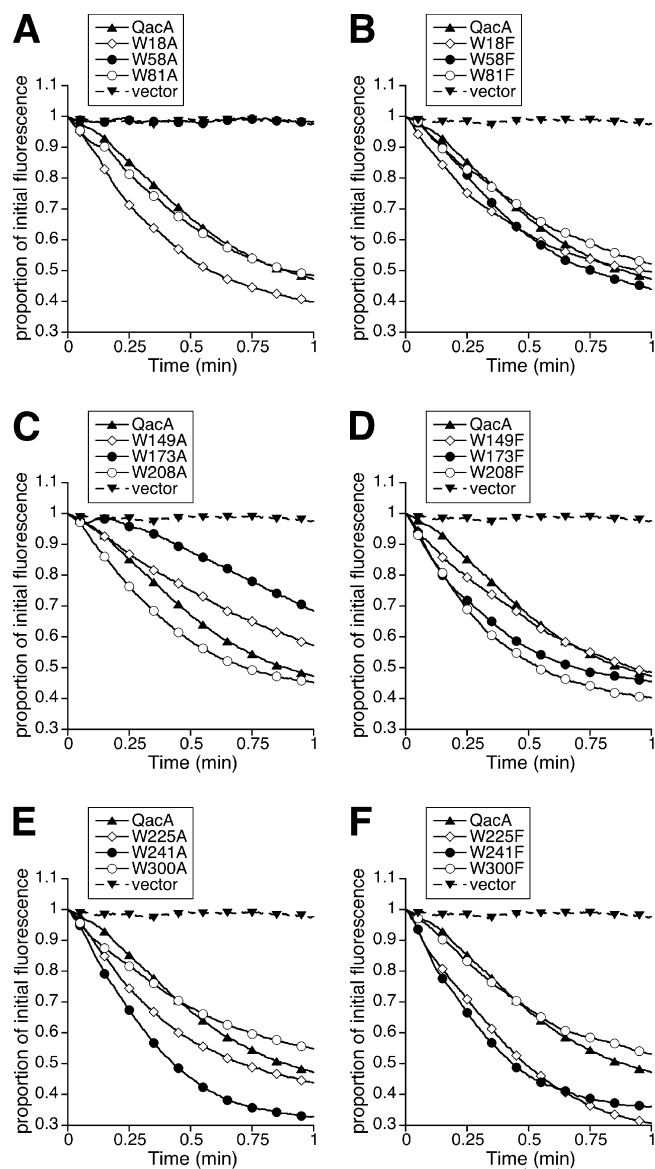 A
QacA
W18A
W58A
W81A
vector
proportion of initial fluorescence
1.1
1
0.9
0.8
0.7
0.6
0.5
0.4
0.3
0 0.25 0.5 0.75 1
Time (min)
B
QacA
W18F
W58F
W81F
vector
proportion of initial fluorescence
1.1
1
0.9
0.8
0.7
0.6
0.5
0.4
0.3
0 0.25 0.5 0.75 1
Time (min)
C
QacA
W149A
W173A
W208A
vector
proportion of initial fluorescence
1.1
1
0.9
0.8
0.7
0.6
0.5
0.4
0.3
0 0.25 0.5 0.75 1
Time (min)
D
QacA
W149F
W173F
W208F
vector
proportion of initial fluorescence
1.1
1
0.9
0.8
0.7
0.6
0.5
0.4
0.3
0 0.25 0.5 0.75 1
Time (min)
E
QacA
W225A
W241A
W300A
vector
proportion of initial fluorescence
1.1
1
0.9
0.8
0.7
0.6
0.5
0.4
0.3
0 0.25 0.5 0.75 1
Time (min)
F
QacA
W225F
W241F
W300F
vector
proportion of initial fluorescence
1.1
1
0.9
0.8
0.7
0.6
0.5
0.4
0.3
0 0.25 0.5 0.75 1
Time (min)